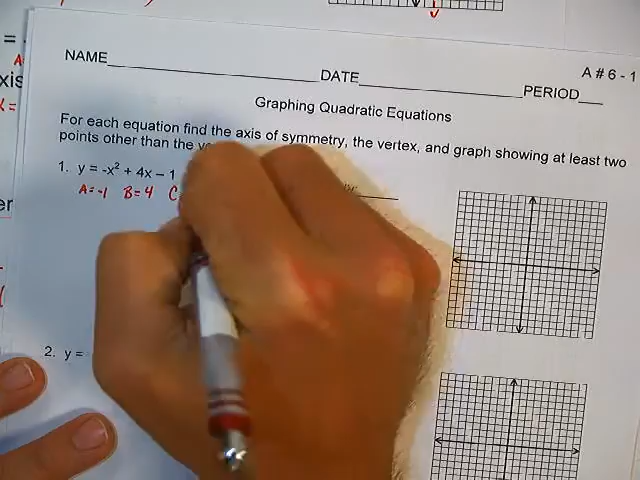 A # 6 - 1
NAME DATE PERIOD
Graphing Quadratic Equations
For each equation find the axis of symmetry, the vertex, and graph showing at least two
points other than the
1. y = -x² + 4x - 1
A=-1 B=4 C
2. y =